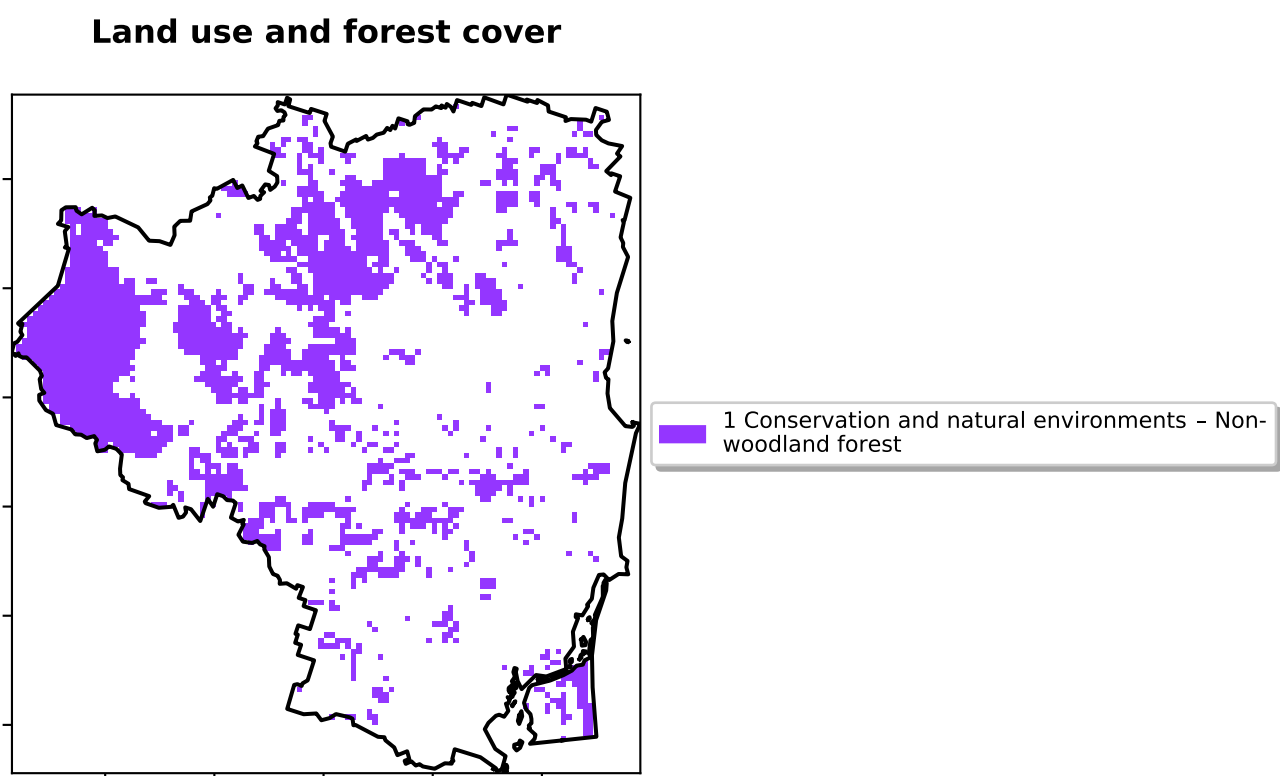 Land use and forest cover
1 Conservation and natural environments – Non-
woodland forest